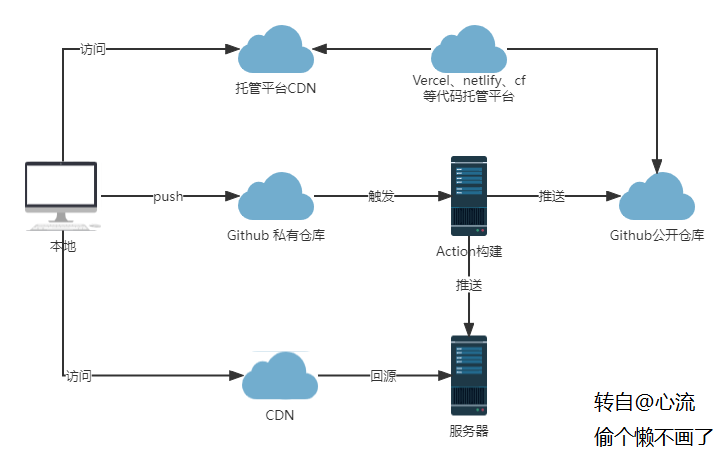 访问
托管平台CDN
Vercel、netlify、cf
等代码托管平台
本地
push
Github 私有仓库
触发
Action构建
推送
Github公开仓库
推送
访问
CDN
回源
服务器
转自@心流
偷个懒不画了